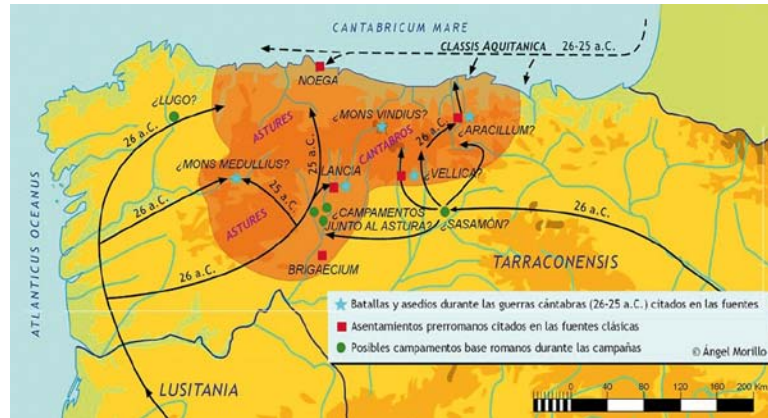 CANTABRICUM MARE
CLASSIS AQUITANICA 26-25 a.C.
NOEGA
¿LUGO?
ASTURES
¿MONS VINDIUS?
CANTABROS
26 a.C.
¿ARACILLUM?
26 a.C.
25 a.C.
¿MONS MEDULLIUS?
LANCIA
¿VELLICA?
26 a.C.
25 a.C.
ASTURES
¿CAMPAMENTOS
JUNTO AL ASTURA?
¿SASAMÓN?
26 a.C.
26 a.C.
BRIGAECIUM
TARRACONENSIS
ATLANTICUS OCEANUS
LUSITANIA
Batallas y asedios durante las guerras cántabras (26-25 a.C.) citados en las fuentes
Asentamientos prerromanos citados en las fuentes clásicas
Posibles campamentos base romanos durante las campañas
© Ángel Morillo
0 40 80 120 160 200 Km